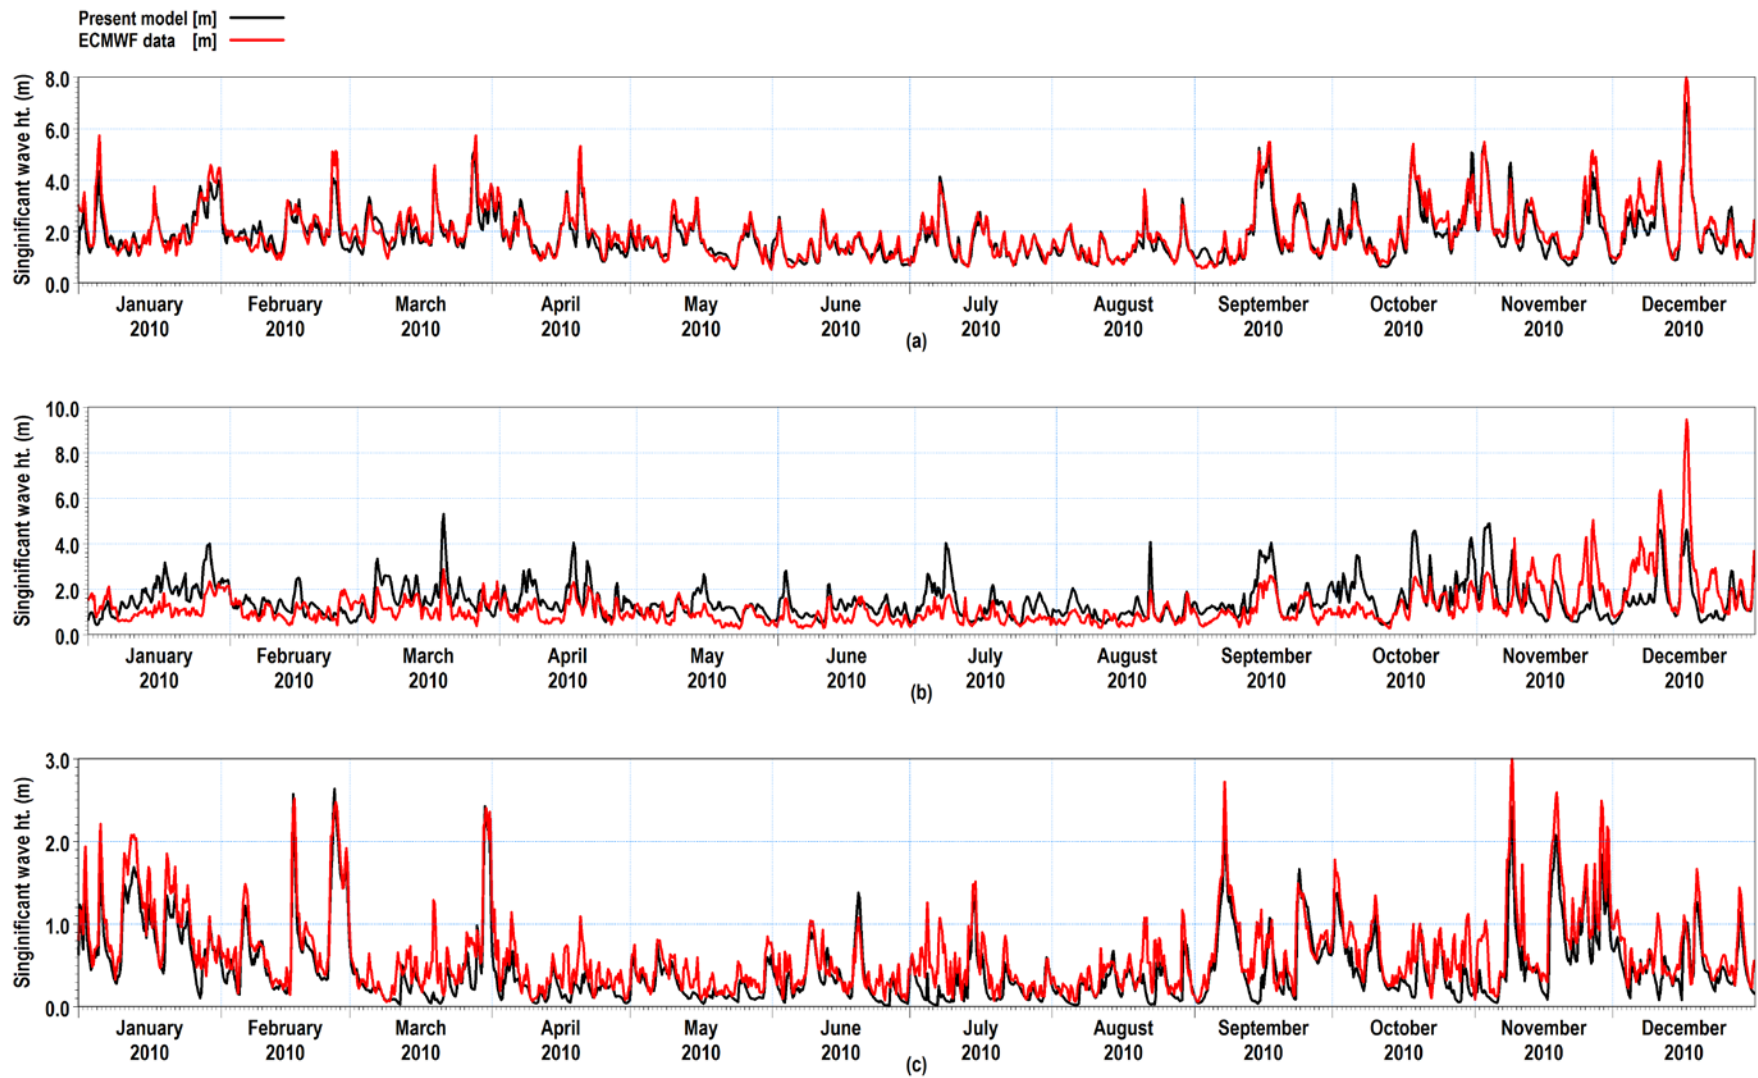 Present model [m]
ECMWF data [m]
Singinificant wave ht. (m)
8.0
6.0
4.0
2.0
0.0
January February March April May June July August September October November December
2010 2010 2010 2010 2010 2010 2010 2010 2010 2010 2010 2010
(a)
Singinificant wave ht. (m)
10.0
8.0
6.0
4.0
2.0
0.0
January February March April May June July August September October November December
2010 2010 2010 2010 2010 2010 2010 2010 2010 2010 2010 2010
(b)
Singinificant wave ht. (m)
3.0
2.0
1.0
0.0
January February March April May June July August September October November December
2010 2010 2010 2010 2010 2010 2010 2010 2010 2010 2010 2010
(c)